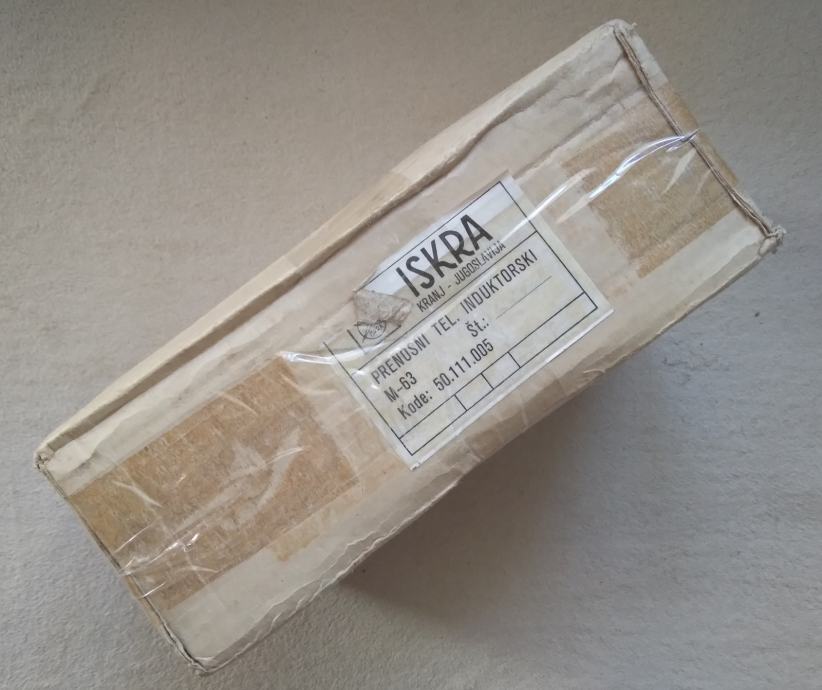 ISKRA
KRANJ - JUGOSLAVIJA
PRENOSNI TEL. INDUKTORSKI
M-63 Št.:
Kode: 50.111.005